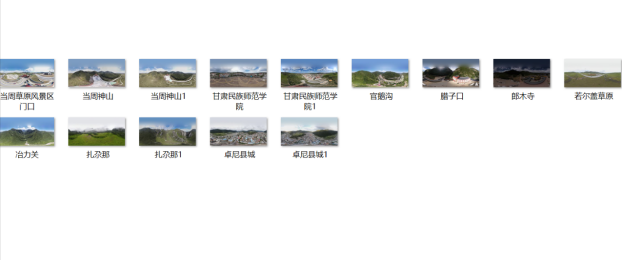 当周草原风景区
门口
当周神山
当周神山1
甘肃民族师范学
院
甘肃民族师范学
院1
官鹅沟
腊子口
郎木寺
若尔盖草原
冶力关
扎尕那
扎尕那1
卓尼县城
卓尼县城1